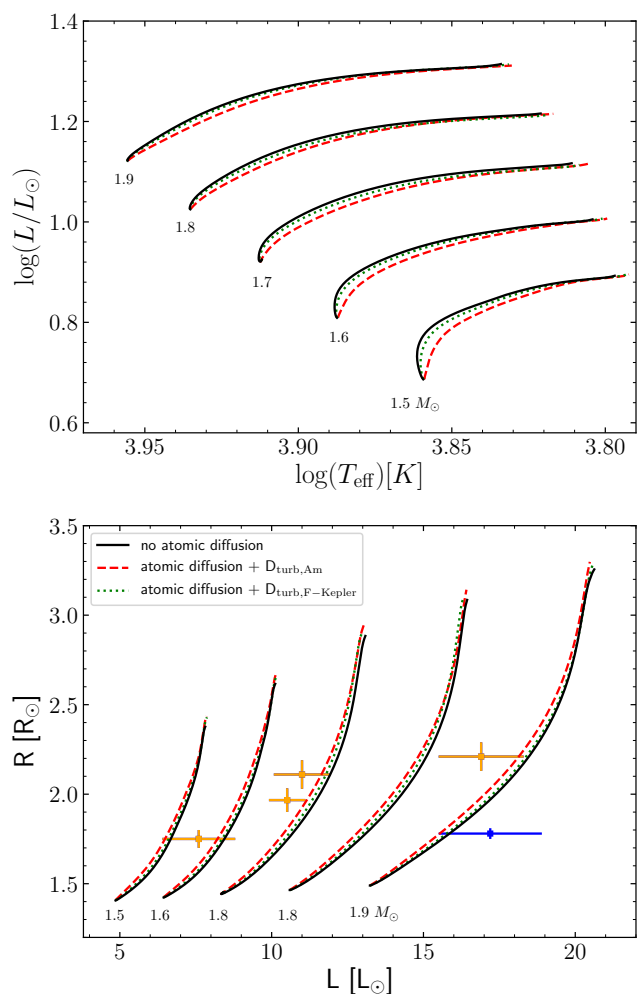 1.4
1.2
1.0
0.8
0.6
log(L/L⊙)
1.9
1.8
1.7
1.6
1.5 M⊙
3.95
3.90
3.85
3.80
log(Teff)[K]
3.5
3.0
2.5
2.0
1.5
R [R⊙]
no atomic diffusion
atomic diffusion + Dturb,Am
atomic diffusion + Dturb,F−Kepler
1.5
1.6
1.8
1.8
1.9 M⊙
5
10
15
20
L [L⊙]